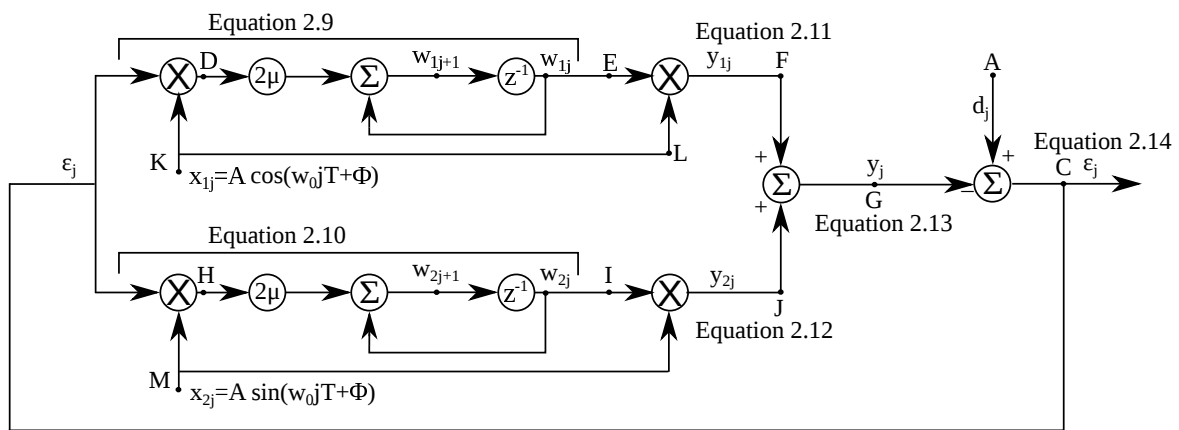 Equation 2.9
Equation 2.11
D
w1j+1
w1j
E
y1j
F
A
2μ
Σ
z-1
dj
Equation 2.14
K
L
εj
x1j=A cos(w0jT+Φ)
+
+
Σ
yj
+
–
Σ
C
εj
G
Equation 2.13
Equation 2.10
H
w2j+1
w2j
I
y2j
J
2μ
Σ
z-1
Equation 2.12
M
x2j=A sin(w0jT+Φ)